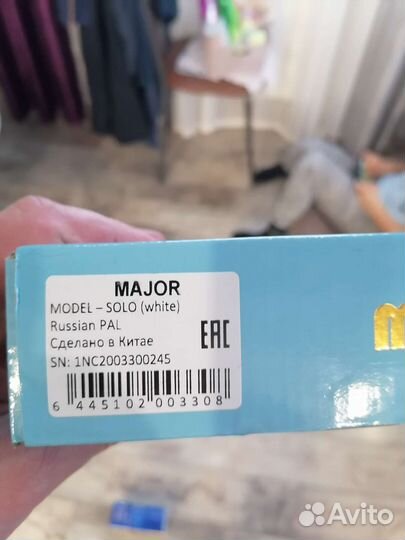 MAJOR
MODEL – SOLO (white)
Russian PAL
Сделано в Китае
SN: 1NC2003300245
EAC
6 445102 003308
Avito